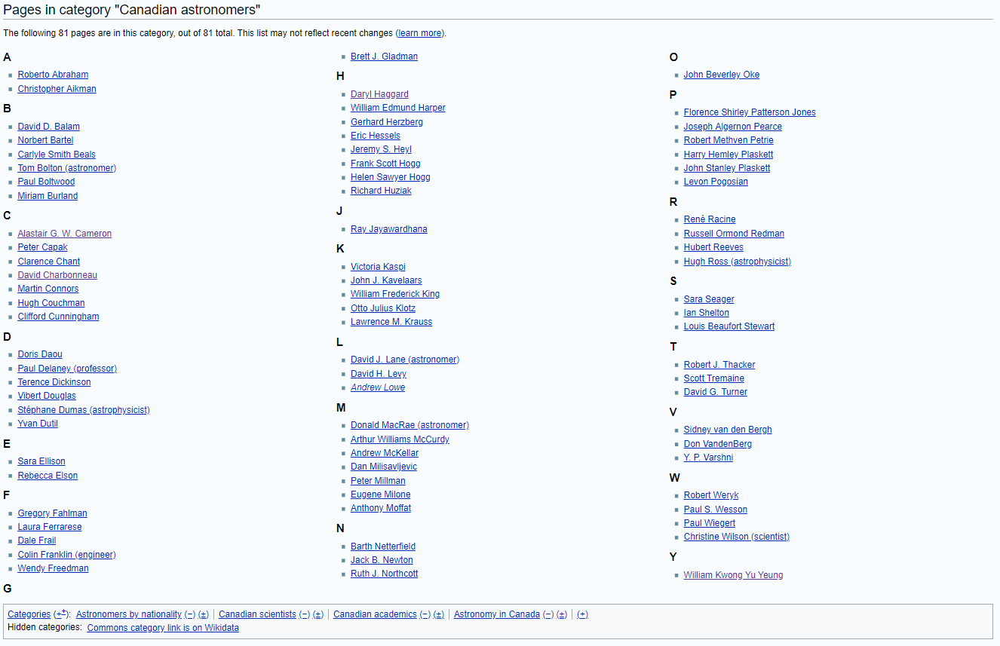 Pages in category "Canadian astronomers"
The following 81 pages are in this category, out of 81 total. This list may not reflect recent changes (learn more).
A
Roberto Abraham
Christopher Aikman
B
David D. Balam
Norbert Bartel
Carlyle Smith Beals
Tom Bolton (astronomer)
Paul Boltwood
Miriam Burland
C
Alastair G. W. Cameron
Peter Capak
Clarence Chant
David Charbonneau
Martin Connors
Hugh Couchman
Clifford Cunningham
D
Doris Daou
Paul Delaney (professor)
Terence Dickinson
Vibert Douglas
Stéphane Dumas (astrophysicist)
Yvan Dutil
E
Sara Ellison
Rebecca Elson
F
Gregory Fahlman
Laura Ferrarese
Dale Frail
Colin Franklin (engineer)
Wendy Freedman
G
Brett J. Gladman
H
Daryl Haggard
William Edmund Harper
Gerhard Herzberg
Eric Hessels
Jeremy S. Heyl
Frank Scott Hogg
Helen Sawyer Hogg
Richard Huziak
J
Ray Jayawardhana
K
Victoria Kaspi
John J. Kavelaars
William Frederick King
Otto Julius Klotz
Lawrence M. Krauss
L
David J. Lane (astronomer)
David H. Levy
Andrew Lowe
M
Donald MacRae (astronomer)
Arthur Williams McCurdy
Andrew McKellar
Dan Milisavljevic
Peter Millman
Eugene Milone
Anthony Moffat
N
Barth Netterfield
Jack B. Newton
Ruth J. Northcott
O
John Beverley Oke
P
Florence Shirley Patterson Jones
Joseph Algernon Pearce
Robert Methven Petrie
Harry Hemley Plaskett
John Stanley Plaskett
Levon Pogosian
R
René Racine
Russell Ormond Redman
Hubert Reeves
Hugh Ross (astrophysicist)
S
Sara Seager
Ian Shelton
Louis Beaufort Stewart
T
Robert J. Thacker
Scott Tremaine
David G. Turner
V
Sidney van den Bergh
Don VandenBerg
Y. P. Varshni
W
Robert Weryk
Paul S. Wesson
Paul Wiegert
Christine Wilson (scientist)
Y
William Kwong Yu Yeung
Categories (+±): Astronomers by nationality (−) (±) | Canadian scientists (−) (±) | Canadian academics (−) (±) | Astronomy in Canada (−) (±) | (+)
Hidden categories: Commons category link is on Wikidata